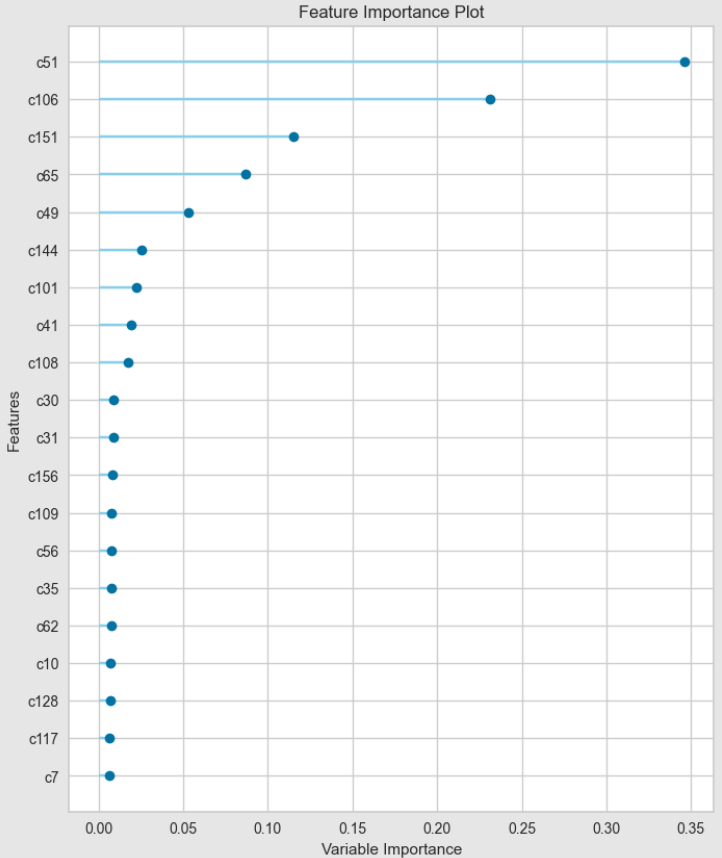 Feature Importance Plot
c51
c106
c151
c65
c49
c144
c101
c41
c108
c30
c31
c156
c109
c56
c35
c62
c10
c128
c117
c7
Features
0.00 0.05 0.10 0.15 0.20 0.25 0.30 0.35
Variable Importance